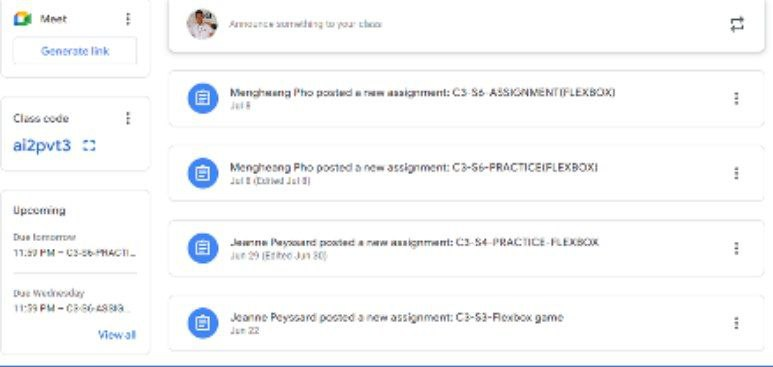 Meet
Generate link
Class code
ai2pvt3
Upcoming
Due tomorrow
11:59 PM – C3-S6-PRACTI...
Due Wednesday
11:59 PM – C3-S6-ASSIG...
View all
Announce something to your class
Mengheang Pho posted a new assignment: C3-S6-ASSIGNMENT(FLEXBOX)
Jul 8
Mengheang Pho posted a new assignment: C3-S6-PRACTICE(FLEXBOX)
Jul 8 (Edited Jul 8)
Jeanne Peyssard posted a new assignment: C3-S4-PRACTICE-FLEXBOX
Jun 29 (Edited Jun 30)
Jeanne Peyssard posted a new assignment: C3-S3-Flexbox game
Jun 22